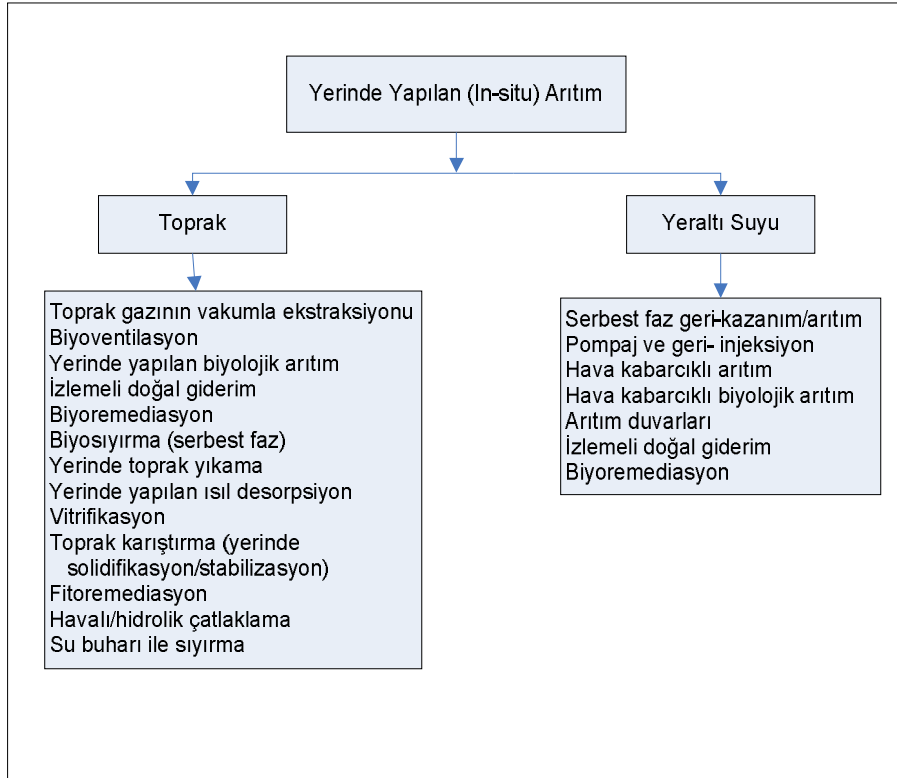 Yerinde Yapılan (In-situ) Arıtım
Toprak
Toprak gazının vakumla ekstraksiyonu
Biyoventilasyon
Yerinde yapılan biyolojik arıtım
İzlemeli doğal giderim
Biyoremediasyon
Biyosıyırma (serbest faz)
Yerinde toprak yıkama
Yerinde yapılan ısıl desorpsiyon
Vitrifikasyon
Toprak karıştırma (yerinde
solidifikasyon/stabilizasyon)
Fitoremediasyon
Havalı/hidrolik çatlaklama
Su buharı ile sıyırma
Yeraltı Suyu
Serbest faz geri-kazanım/arıtım
Pompaj ve geri- injeksiyon
Hava kabarcıklı arıtım
Hava kabarcıklı biyolojik arıtım
Arıtım duvarları
İzlemeli doğal giderim
Biyoremediasyon